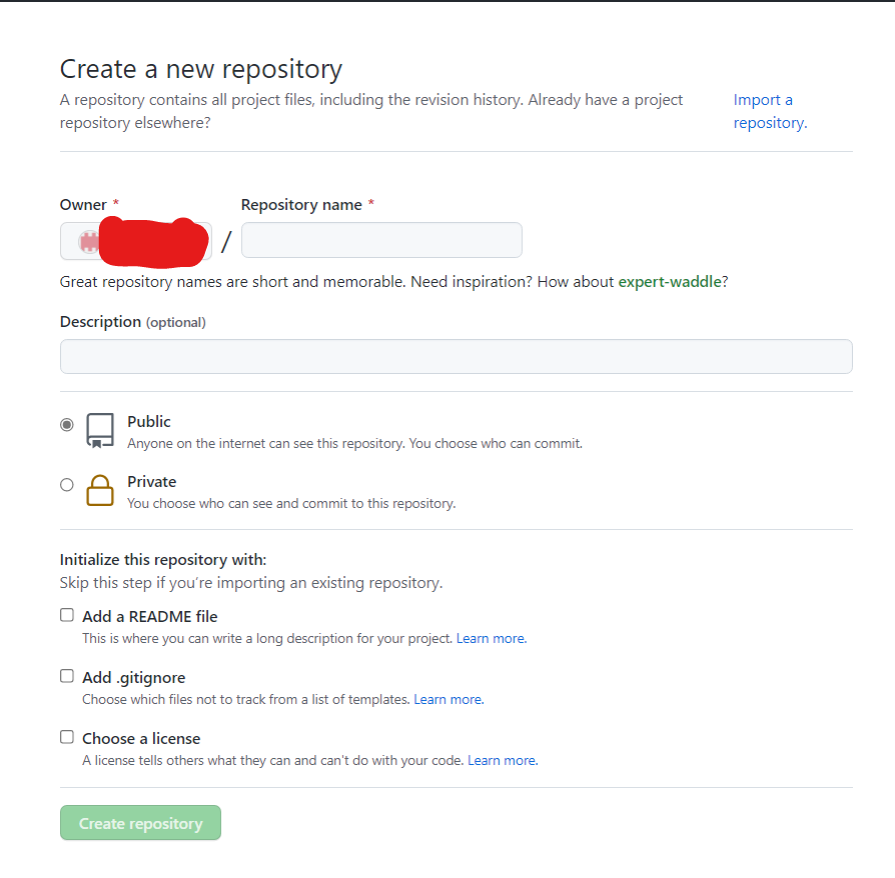 Create a new repository
A repository contains all project files, including the revision history. Already have a project
repository elsewhere?
Import a
repository.
Owner *
Repository name *
/
Great repository names are short and memorable. Need inspiration? How about expert-waddle?
Description (optional)
Public
Anyone on the internet can see this repository. You choose who can commit.
Private
You choose who can see and commit to this repository.
Initialize this repository with:
Skip this step if you’re importing an existing repository.
Add a README file
This is where you can write a long description for your project. Learn more.
Add .gitignore
Choose which files not to track from a list of templates. Learn more.
Choose a license
A license tells others what they can and can't do with your code. Learn more.
Create repository